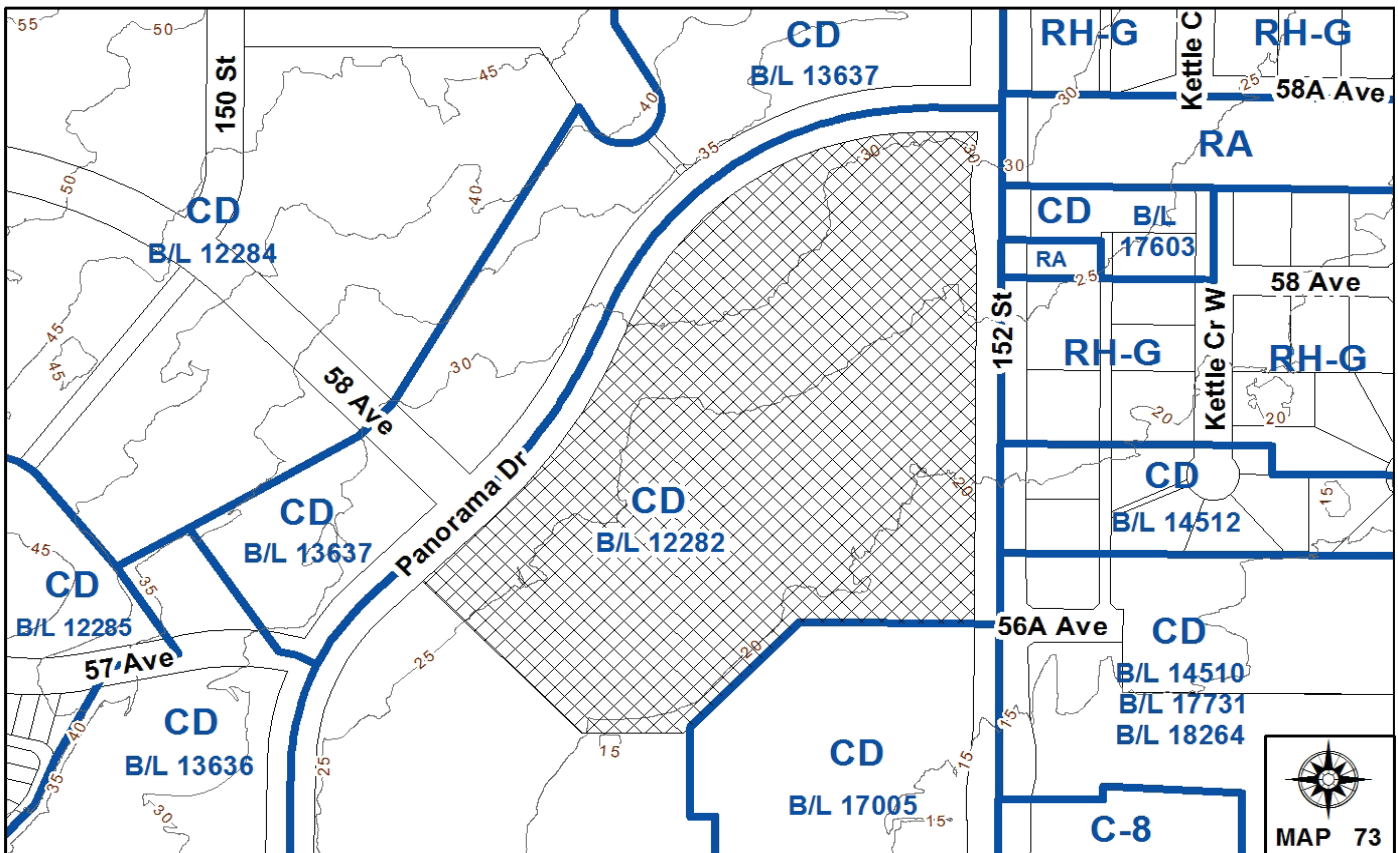 55
50
150 St
45
40
CD
B/L 13637
RH-G
Kettle C
RH-G
25
58A Ave
30
RA
35
30
30
30
50
40
CD
B/L 12284
CD
B/L
17603
RA
25
58 Ave
45
45
30
152 St
RH-G
Kettle Cr W
RH-G
58 Ave
20
20
Panorama Dr
CD
B/L 13637
CD
B/L 12282
20
CD
B/L 14512
15
45
35
CD
B/L 12285
57 Ave
25
20
56A Ave
CD
B/L 14510
B/L 17731
B/L 18264
40
CD
B/L 13636
35
30
25
15
CD
B/L 17005
15
15
15
C-8
MAP 73